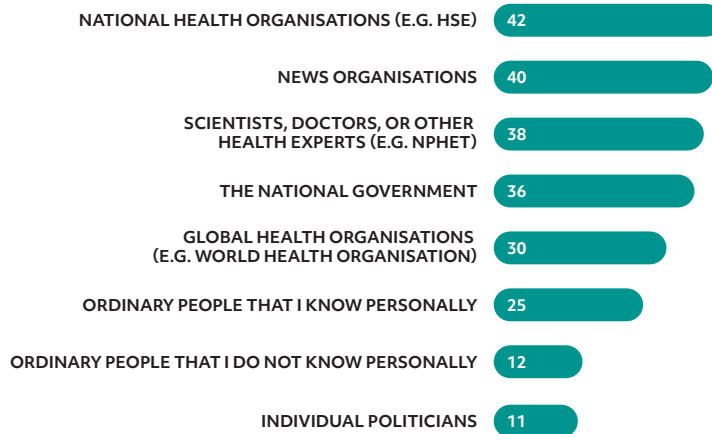 NATIONAL HEALTH ORGANISATIONS (E.G. HSE) 42
NEWS ORGANISATIONS 40
SCIENTISTS, DOCTORS, OR OTHER
HEALTH EXPERTS (E.G. NPHET) 38
THE NATIONAL GOVERNMENT 36
GLOBAL HEALTH ORGANISATIONS
(E.G. WORLD HEALTH ORGANISATION) 30
ORDINARY PEOPLE THAT I KNOW PERSONALLY 25
ORDINARY PEOPLE THAT I DO NOT KNOW PERSONALLY 12
INDIVIDUAL POLITICIANS 11